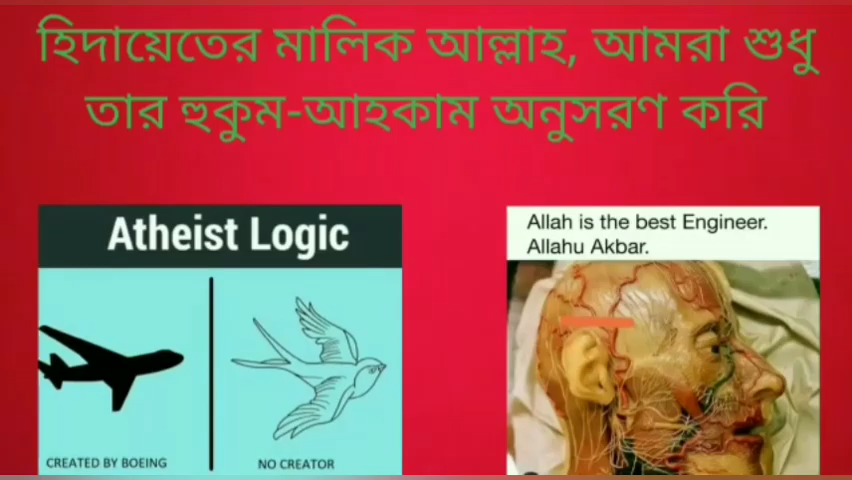 হিদায়েতের মালিক আল্লাহ, আমরা শুধু
তার হুকুম-আহকাম অনুসরণ করি
Atheist Logic
CREATED BY BOEING
NO CREATOR
Allah is the best Engineer.
Allahu Akbar.